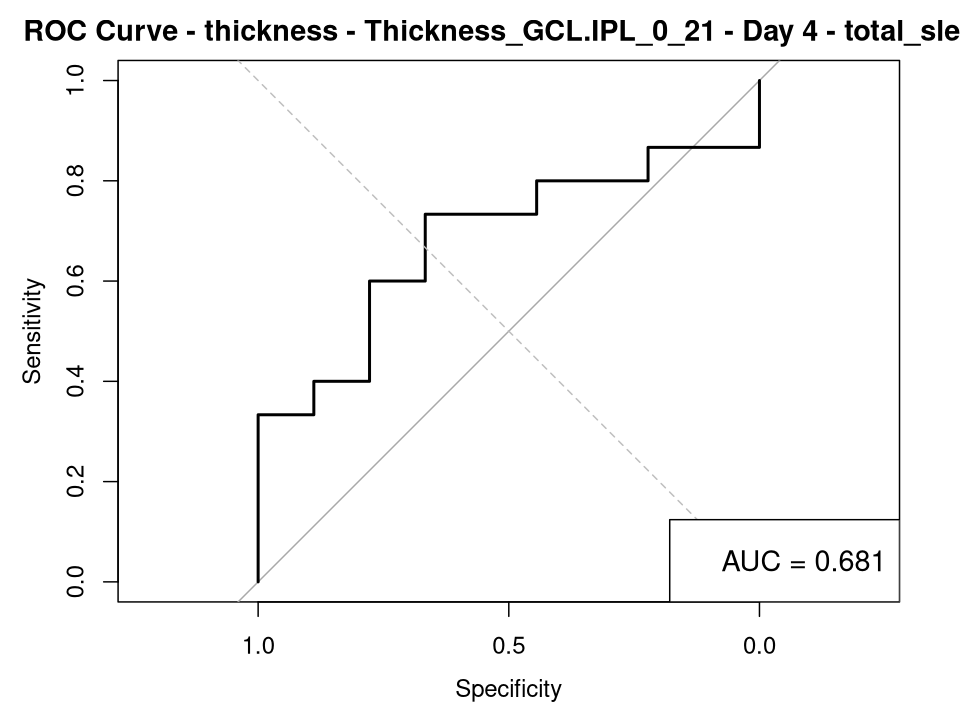 ROC Curve - thickness - Thickness_GCL.IPL_0_21 - Day 4 - total_sle
1.0
0.8
0.6
0.4
0.2
0.0
Sensitivity
AUC = 0.681
1.0 0.5 0.0
Specificity